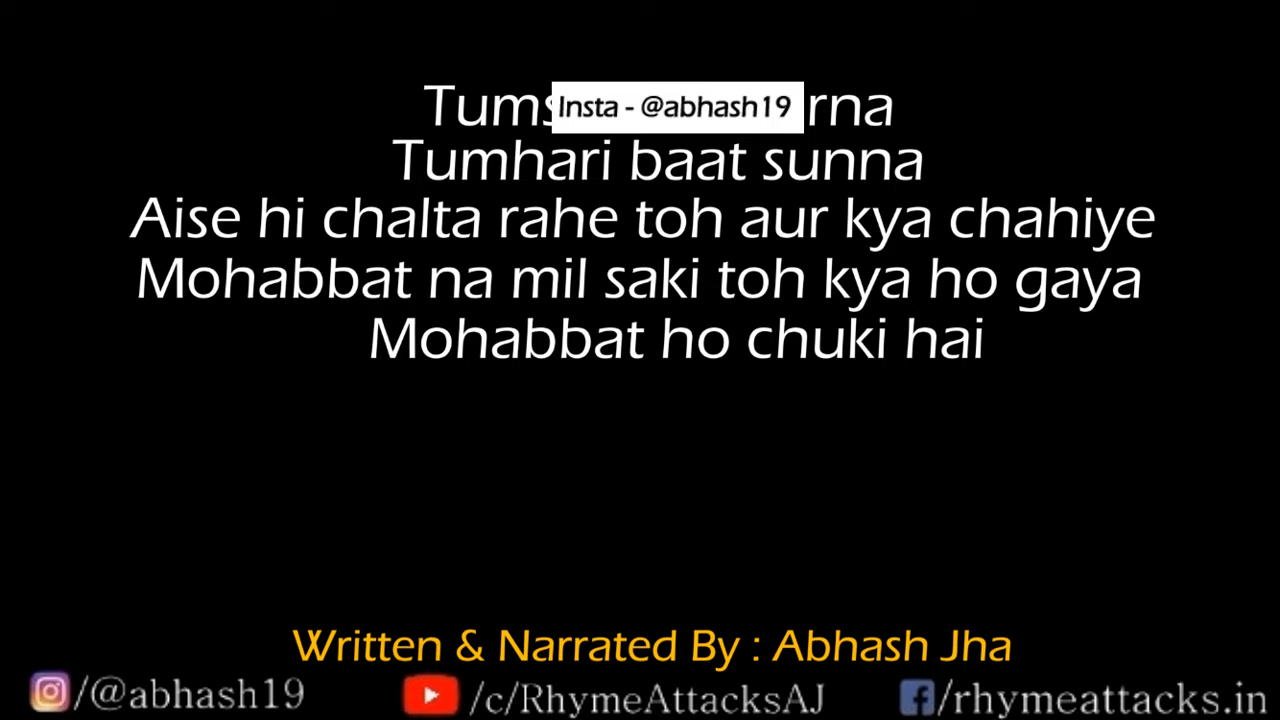 Tums rna
Insta - @abhash19
Tumhari baat sunna
Aise hi chalta rahe toh aur kya chahiye
Mohabbat na mil saki toh kya ho gaya
Mohabbat ho chuki hai
Written & Narrated By : Abhash Jha
/@abhash19 /c/RhymeAttacksAJ /rhymeattacks.in